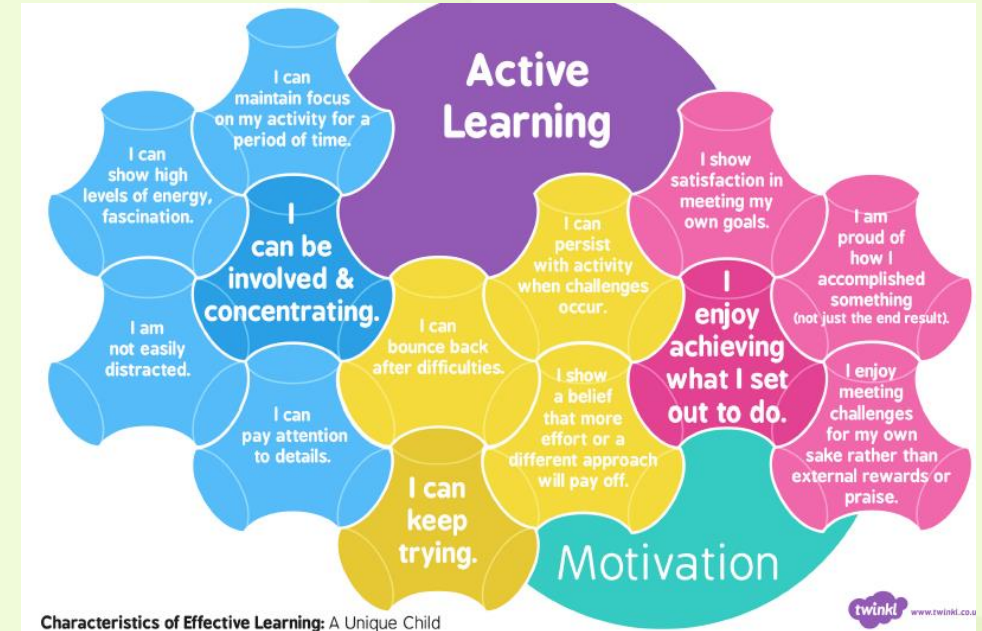 Active
Learning
I can
maintain focus
on my activity for a
period of time.
I can
show high
levels of energy,
fascination.
I
can be
involved &
concentrating.
I am
not easily
distracted.
I can
pay attention
to details.
I can
bounce back
after difficulties.
I can
persist
with activity
when challenges
occur.
I show
a belief
that more
effort or a
different approach
will pay off.
I can
keep
trying.
I show
satisfaction in
meeting my
own goals.
I am
proud of
how I
accomplished
something
(not just the end result).
I
enjoy
achieving
what I set
out to do.
I enjoy
meeting
challenges
for my own
sake rather than
external rewards or
praise.
Motivation
Characteristics of Effective Learning: A Unique Child
twinkl
www.twinkl.co.u